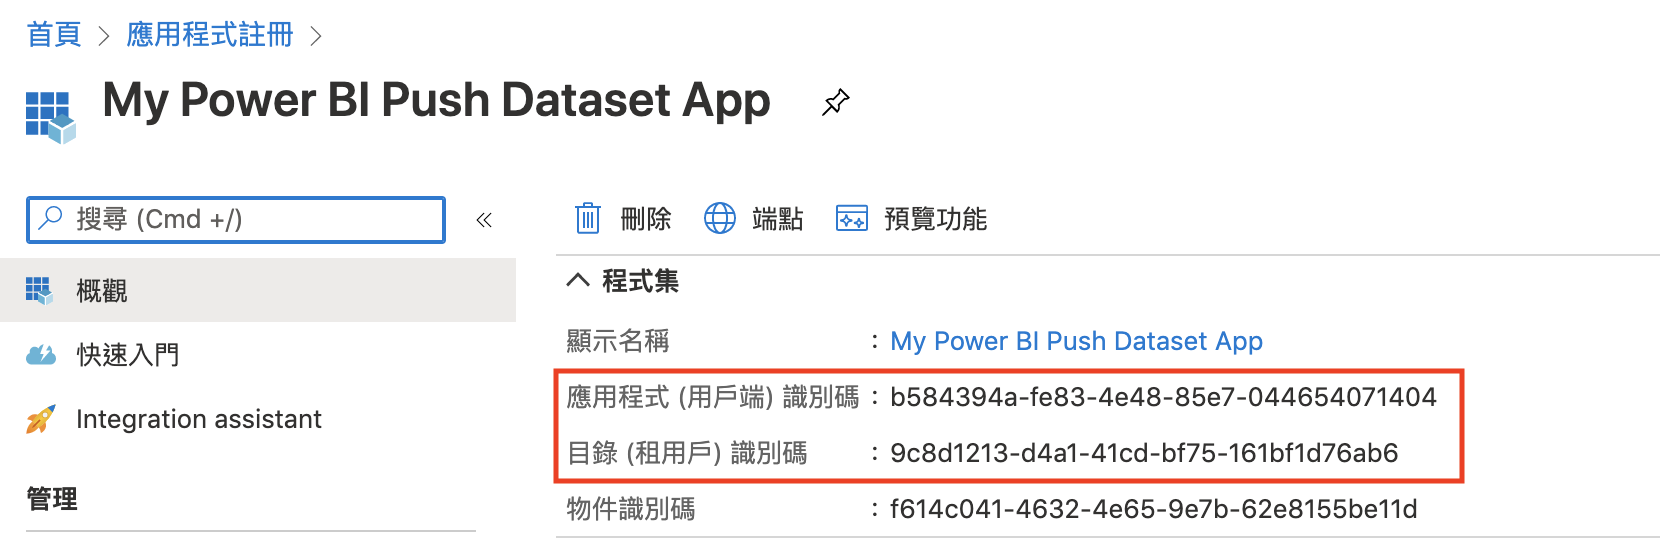 首頁 > 應用程式註冊 >
My Power BI Push Dataset App
搜尋 (Cmd +/)
«
刪除 端點 預覽功能
概觀
快速入門
Integration assistant
管理
程式集
顯示名稱 : My Power BI Push Dataset App
應用程式 (用戶端) 識別碼 : b584394a-fe83-4e48-85e7-044654071404
目錄 (租用戶) 識別碼 : 9c8d1213-d4a1-41cd-bf75-161bf1d76ab6
物件識別碼 : f614c041-4632-4e65-9e7b-62e8155be11d